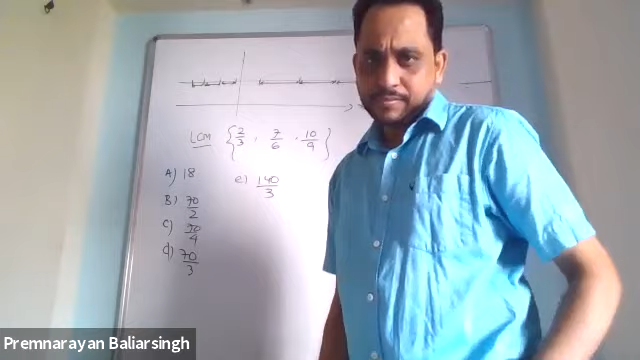 LCM { 2/3 , 7/6 , 10/9 }
A) 18
e) 140/3
B) 70/2
C) 70/4
d) 70/3
Premnarayan Baliarsingh